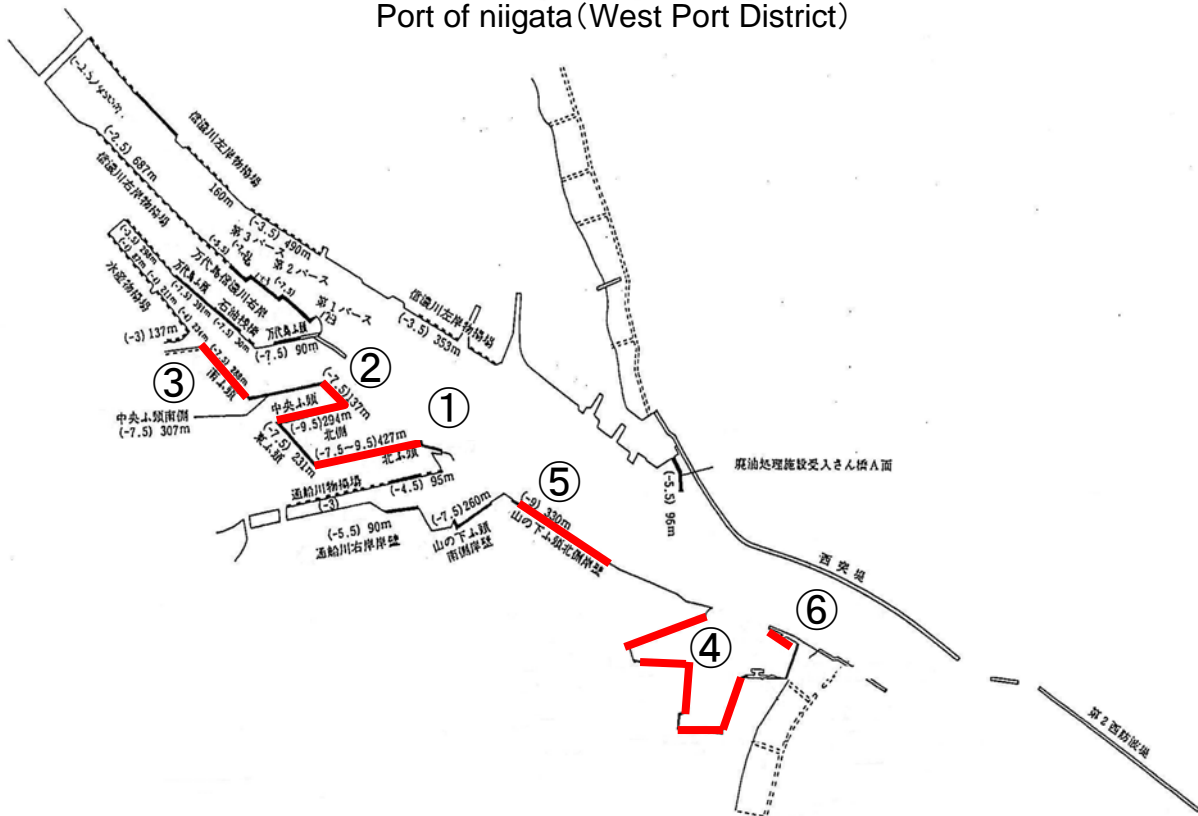 Port of niigata(West Port District)
信濃川左岸物揚場
160m
(-3.5) 490m
(-2.5) 687m
信濃川右岸物揚場
第3バース
第2バース
第1バース
万代島信濃川右岸
石油桟橋
万代島ふ頭
万代島ふ頭
(-7.5) 90m
水産物揚場
(-3) 137m
信濃川左岸物揚場
(-3.5) 353m
③
南ふ頭
②
(-7.5)137m
①
中央ふ頭南側
(-7.5) 307m
中央ふ頭
(-9.5)294m
北側
(-7.5~9.5)427m
北ふ頭
(-7.5) 231m
東ふ頭
通船川物揚場
(-3)
(-4.5) 95m
(-5.5) 90m
通船川右岸岸壁
(-7.5)260m
山の下ふ頭
南側岸壁
⑤
(-9) 330m
山の下ふ頭北側岸壁
廃油処理施設受入さん橋A面
(-5.5) 96m
西突堤
⑥
④
第2西防波堤